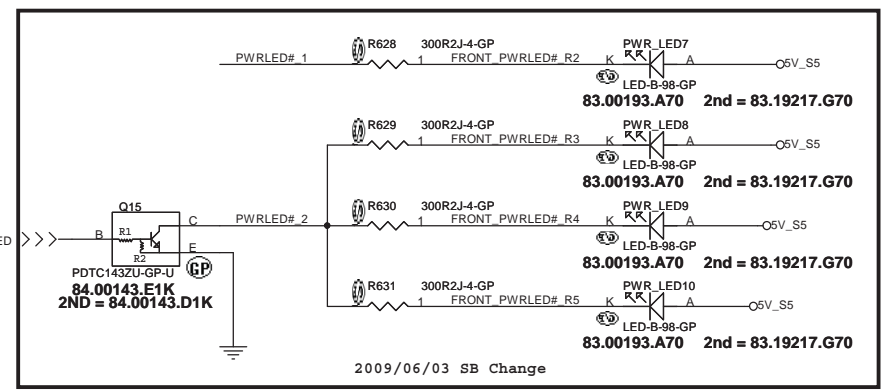 R628 300R2J-4-GP PWR_LED7
PWRLED#_1 1 FRONT_PWRLED#_R2 K A 5V_S5
LED-B-98-GP
83.00193.A70 2nd = 83.19217.G70
R629 300R2J-4-GP PWR_LED8
1 FRONT_PWRLED#_R3 K A 5V_S5
LED-B-98-GP
83.00193.A70 2nd = 83.19217.G70
Q15
R630 300R2J-4-GP PWR_LED9
B R1 R2 C E PWRLED#_2 1 FRONT_PWRLED#_R4 K A 5V_S5
LED-B-98-GP
GP
PDTC143ZU-GP-U
83.00193.A70 2nd = 83.19217.G70
84.00143.E1K
2ND = 84.00143.D1K
R631 300R2J-4-GP PWR_LED10
1 FRONT_PWRLED#_R5 K A 5V_S5
LED-B-98-GP
83.00193.A70 2nd = 83.19217.G70
2009/06/03 SB Change